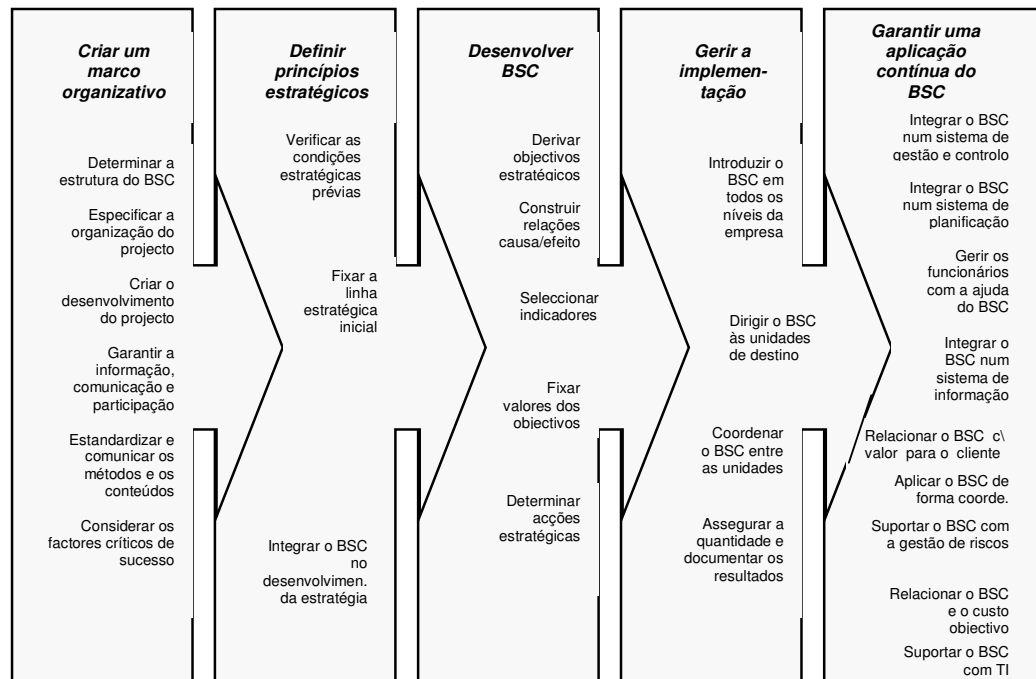 Criar um
marco
organizativo
Determinar a
estrutura do BSC
Especificar a
organização do
projecto
Criar o
desenvolvimento
do projecto
Garantir a
informação,
comunicação e
participação
Estandardizar e
comunicar os
métodos e os
conteúdos
Considerar os
factores críticos de
sucesso
Definir
princípios
estratégicos
Verificar as
condições
estratégicas
prévias
Fixar a
linha
estratégica
inicial
Integrar o BSC
no
desenvolvimen.
da estratégia
Desenvolver
BSC
Derivar
objectivos
estratégicos
Construir
relações
causa/efeito
Seleccionar
indicadores
Fixar
valores dos
objectivos
Determinar
acções
estratégicas
Gerir a
implemen-
tação
Introduzir o
BSC em
todos os
níveis da
empresa
Dirigir o BSC
às unidades
de destino
Coordenar
o BSC entre
as unidades
Assegurar a
quantidade e
documentar os
resultados
Garantir uma
aplicação
contínua do
BSC
Integrar o BSC
num sistema de
gestão e controlo
Integrar o BSC
num sistema de
planificação
Gerir os
funcionários
com a ajuda
do BSC
Integrar o
BSC num
sistema de
informação
Relacionar o BSC c\
valor para o cliente
Aplicar o BSC de
forma coorde.
Suportar o BSC com
a gestão de riscos
Relacionar o BSC
e o custo
objectivo
Suportar o BSC
com TI